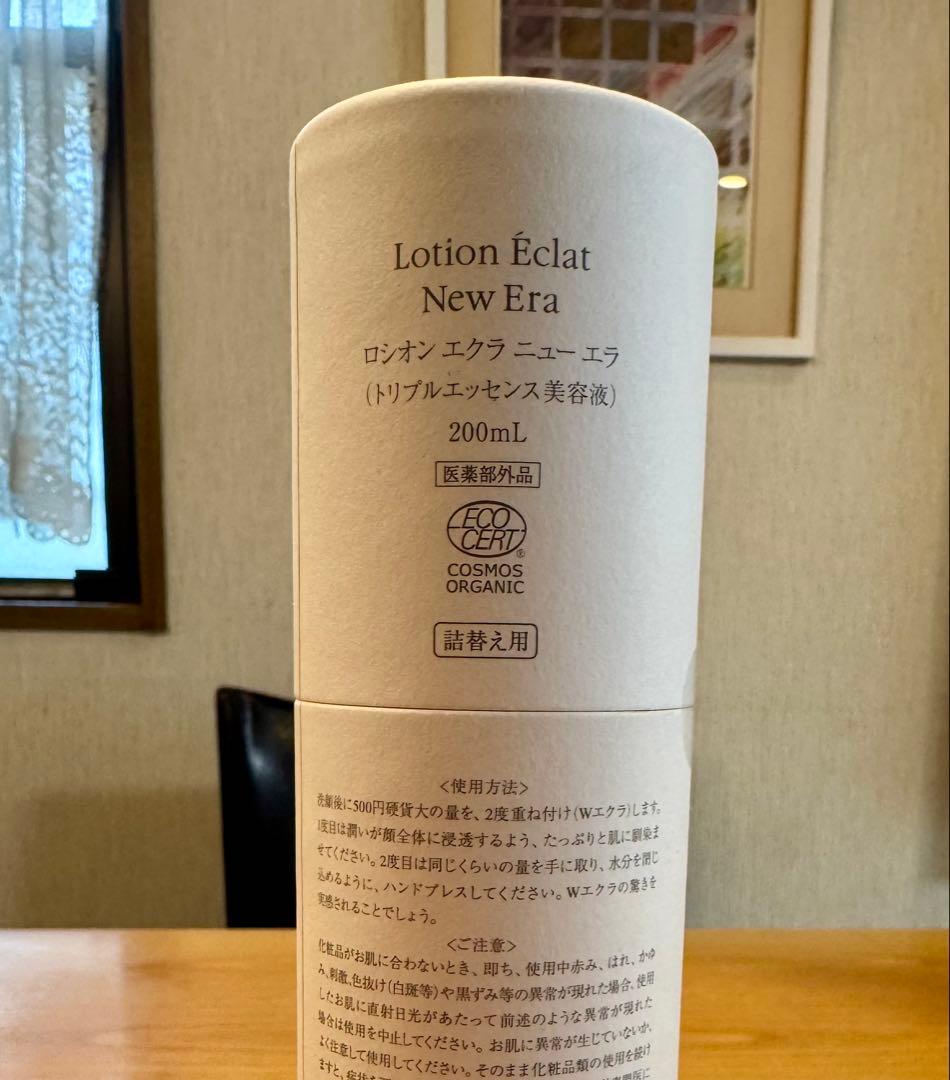 Lotion Éclat
New Era
ロシオン エクラ ニュー エラ
(トリプルエッセンス美容液)
200mL
医薬部外品
ECO
CERT®
COSMOS
ORGANIC
詰替え用
<使用方法>
洗顔後に500円硬貨大の量を、2度重ね付け(Wエクラ)します。
1度目は潤いが顔全体に浸透するよう、たっぷりと肌に馴染ま
せてください。2度目は同じくらいの量を手に取り、水分を閉じ
込めるように、ハンドプレスしてください。Wエクラの驚きを
実感されることでしょう。
<ご注意>
化粧品がお肌に合わないとき、即ち、使用中赤み、はれ、かゆ
み、刺激、色抜け(白斑等)や黒ずみ等の異常が現れた場合、使用
したお肌に直射日光があたって前述のような異常が現れた
場合は使用を中止してください。お肌に異常が生じていないか、
よく注意して使用してください。そのまま化粧品類の使用を続け
ますと、症状を